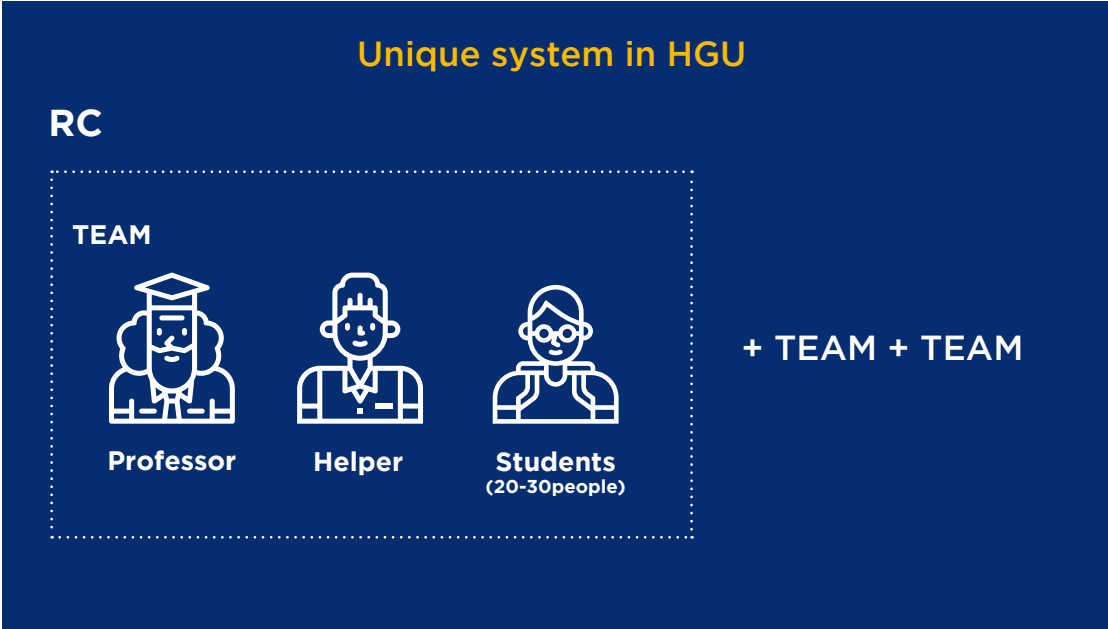 Unique system in HGU
RC
TEAM
Professor
Helper
Students
(20-30people)
+ TEAM + TEAM